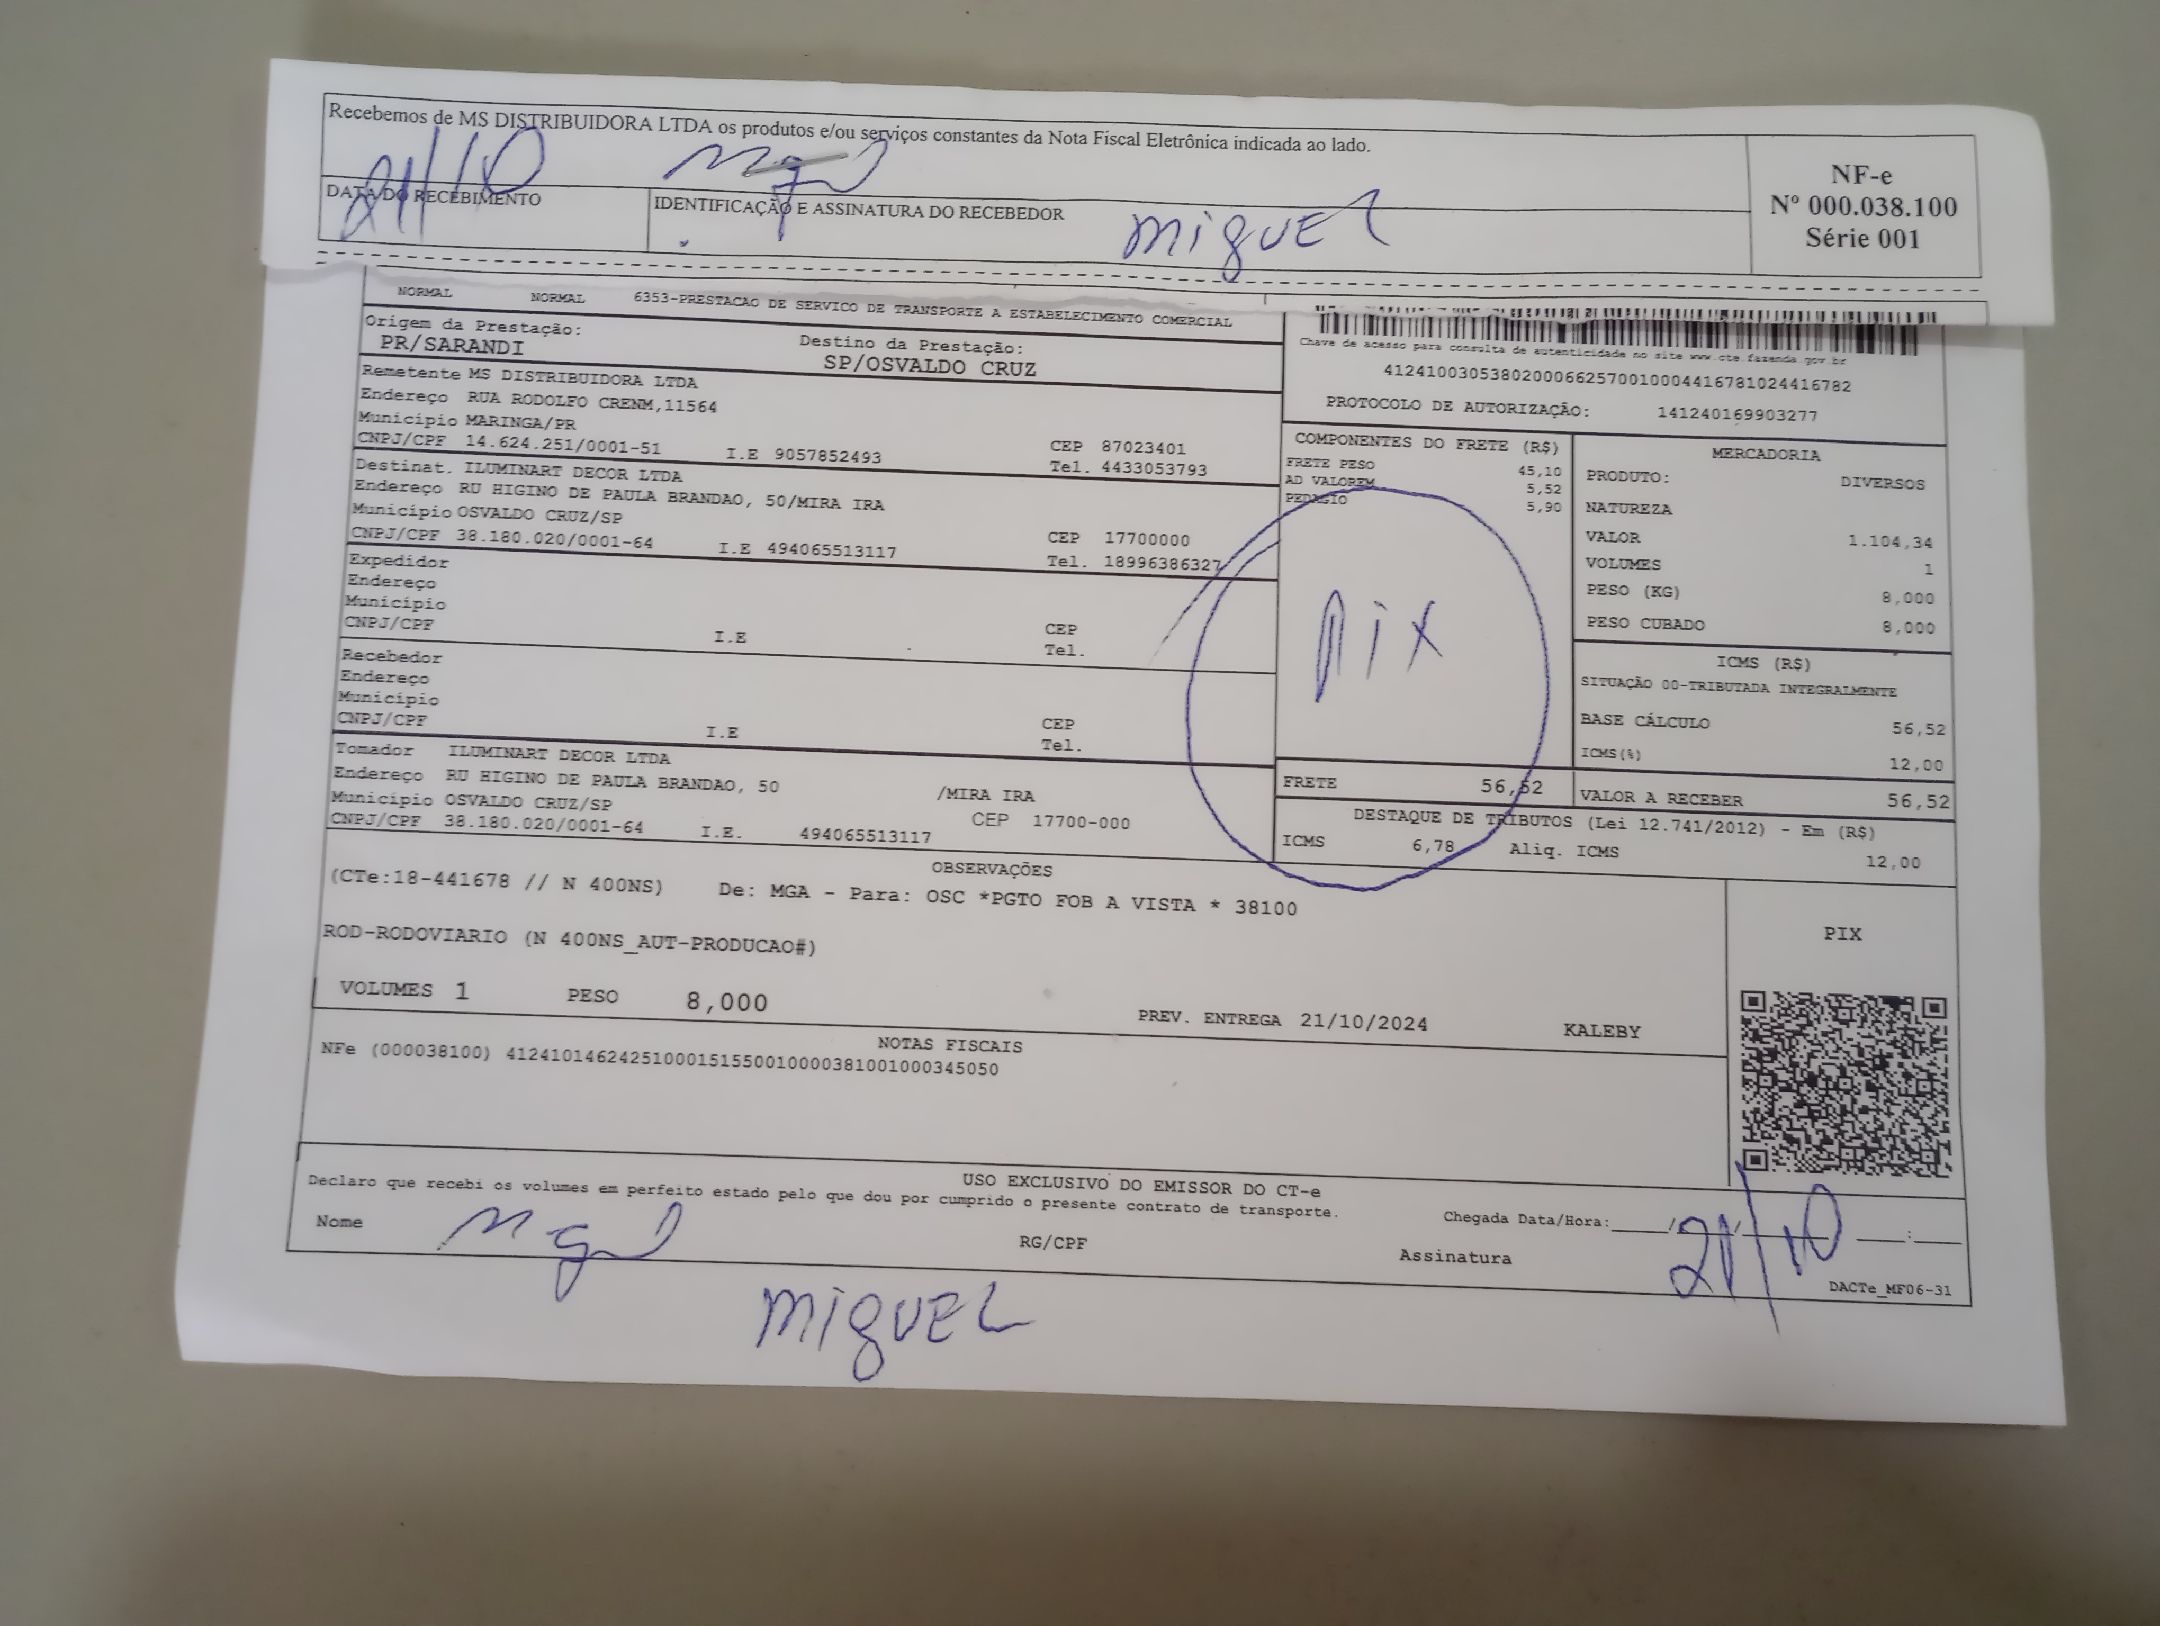 Recebemos de MS DISTRIBUIDORA LTDA os produtos e/ou serviços constantes da Nota Fiscal Eletrônica indicada ao lado.
21/10
DATA DO RECEBIMENTO
IDENTIFICAÇÃO E ASSINATURA DO RECEBEDOR
miguel
NF-e
Nº 000.038.100
Série 001
NORMAL NORMAL 6353-PRESTACAO DE SERVICO DE TRANSPORTE A ESTABELECIMENTO COMERCIAL
Origem da Prestação:
PR/SARANDI
Destino da Prestação:
SP/OSVALDO CRUZ
Chave de acesso para consulta de autenticidade no site www.cte.fazenda.gov.br
41241003053802000662570010004416781024416782
PROTOCOLO DE AUTORIZAÇÃO: 141240169903277
Remetente MS DISTRIBUIDORA LTDA
Endereço RUA RODOLFO CRENM,11564
Município MARINGA/PR
CNPJ/CPF 14.624.251/0001-51 I.E 9057852493
CEP 87023401
Tel. 4433053793
Destinat. ILUMINART DECOR LTDA
Endereço RU HIGINO DE PAULA BRANDAO, 50/MIRA IRA
Município OSVALDO CRUZ/SP
CNPJ/CPF 38.180.020/0001-64 I.E 494065513117
CEP 17700000
Tel. 18996386327
Expedidor
Endereço
Município
CNPJ/CPF I.E
CEP
Tel.
Recebedor
Endereço
Município
CNPJ/CPF I.E
CEP
Tel.
Tomador ILUMINART DECOR LTDA
Endereço RU HIGINO DE PAULA BRANDAO, 50 /MIRA IRA
Município OSVALDO CRUZ/SP CEP 17700-000
CNPJ/CPF 38.180.020/0001-64 I.E. 494065513117
COMPONENTES DO FRETE (R$)
FRETE PESO 45,10
AD VALOREM 5,52
PEDAGIO 5,90
PIX
MERCADORIA
PRODUTO: DIVERSOS
NATUREZA
VALOR 1.104,34
VOLUMES 1
PESO (KG) 8,000
PESO CUBADO 8,000
ICMS (R$)
SITUAÇÃO 00-TRIBUTADA INTEGRALMENTE
BASE CÁLCULO 56,52
ICMS(%) 12,00
FRETE 56,52
VALOR A RECEBER 56,52
DESTAQUE DE TRIBUTOS (Lei 12.741/2012) - Em (R$)
ICMS 6,78 Aliq. ICMS 12,00
OBSERVAÇÕES
(CTe:18-441678 // N 400NS) De: MGA - Para: OSC *PGTO FOB A VISTA * 38100
ROD-RODOVIARIO (N 400NS_AUT-PRODUCAO#)
VOLUMES 1 PESO 8,000
PREV. ENTREGA 21/10/2024 KALEBY
PIX
NOTAS FISCAIS
NFe (000038100) 41241014624251000151550010000381001000345050
USO EXCLUSIVO DO EMISSOR DO CT-e
Declaro que recebi os volumes em perfeito estado pelo que dou por cumprido o presente contrato de transporte.
Chegada Data/Hora:_____/_____/_____ ____:____
21/10
Nome
RG/CPF
Assinatura
DACTe_MF06-31
miguel